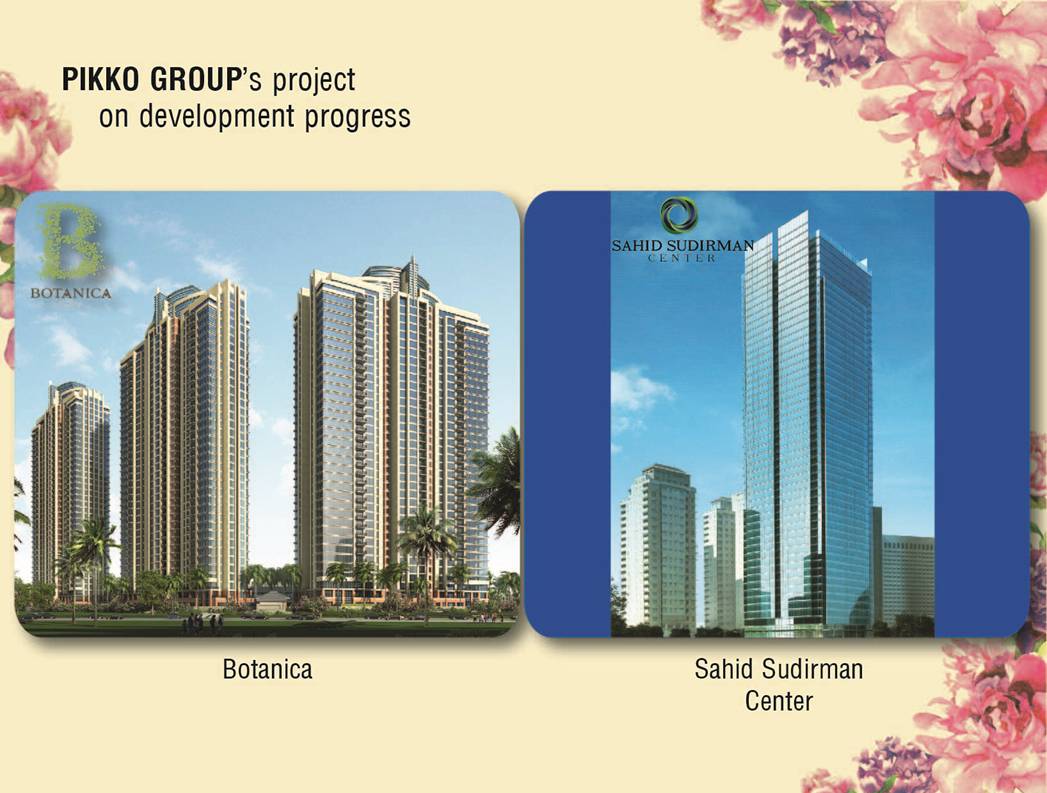 PIKKO GROUP's project
on development progress
B
BOTANICA
SAHID SUDIRMAN
CENTER
Botanica
Sahid Sudirman
Center